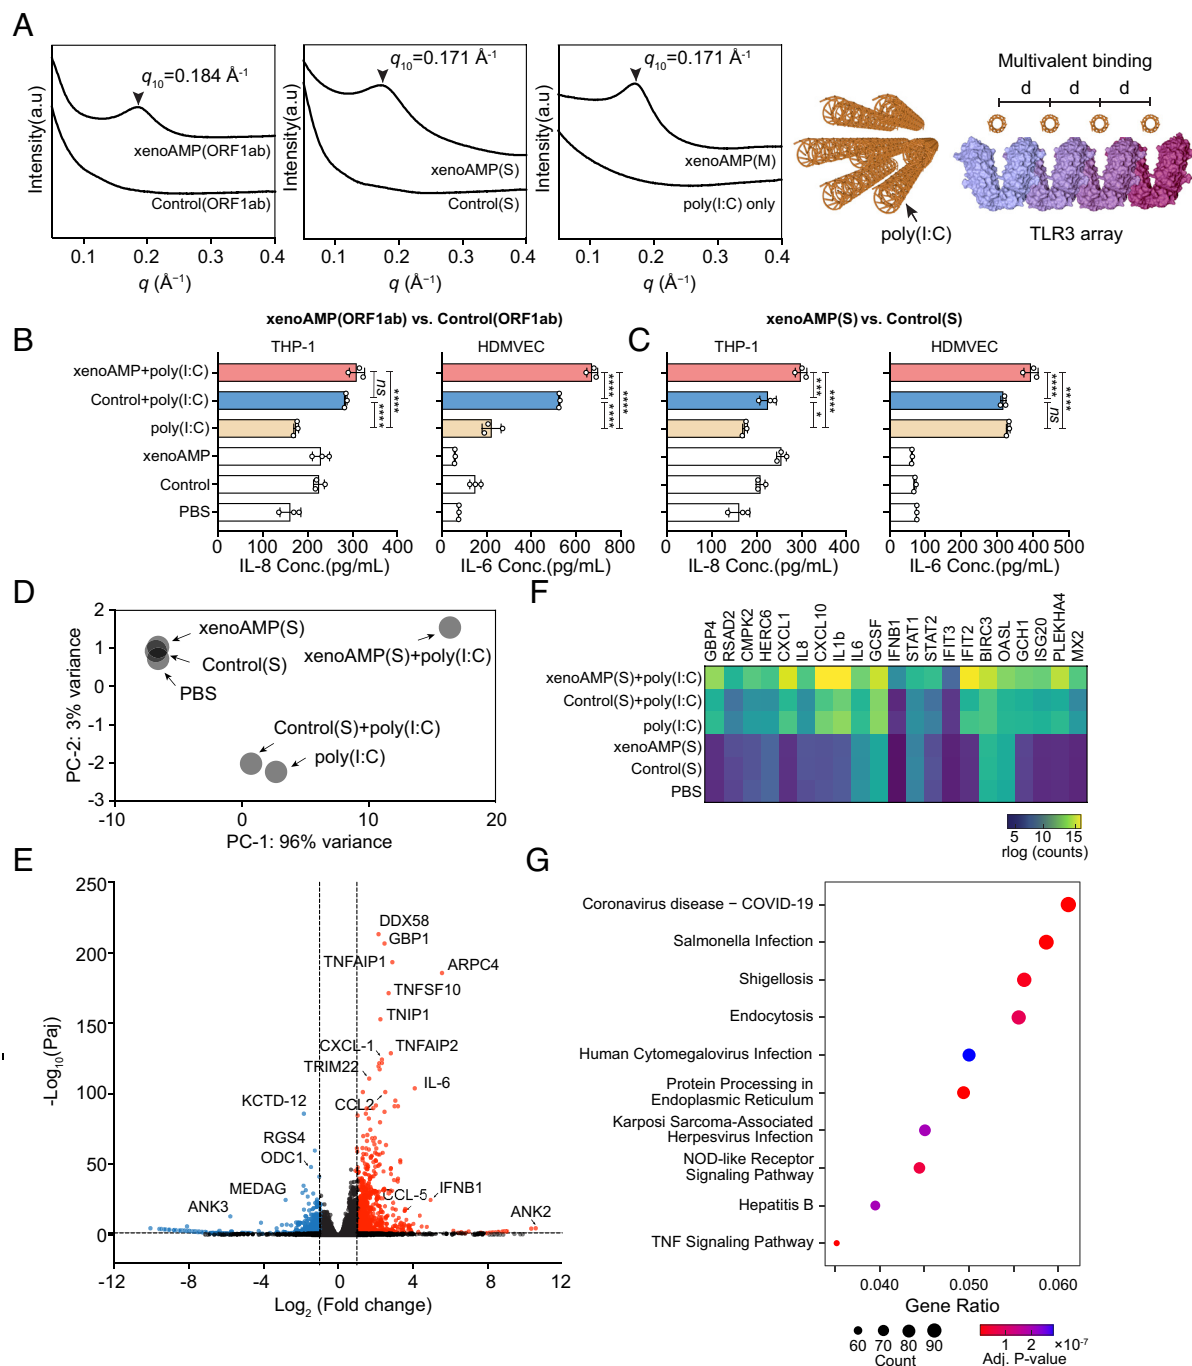 A
Intensity(a.u)
q10=0.184 Å-1
xenoAMP(ORF1ab)
Control(ORF1ab)
0.1 0.2 0.3 0.4
q (Å−1)
Intensity(a.u)
q10=0.171 Å-1
xenoAMP(S)
Control(S)
0.1 0.2 0.3 0.4
q (Å−1)
Intensity(a.u)
q10=0.171 Å-1
xenoAMP(M)
poly(I:C) only
0.1 0.2 0.3 0.4
q (Å−1)
poly(I:C)
Multivalent binding
d d d
TLR3 array
B
xenoAMP(ORF1ab) vs. Control(ORF1ab)
THP-1
xenoAMP+poly(I:C)
Control+poly(I:C)
poly(I:C)
xenoAMP
Control
PBS
ns
****
****
0 100 200 300 400
IL-8 Conc.(pg/mL)
HDMVEC
****
****
****
0 200 400 600 800
IL-6 Conc.(pg/mL)
C
xenoAMP(S) vs. Control(S)
THP-1
***
*
****
0 100 200 300 400
IL-8 Conc.(pg/mL)
HDMVEC
****
ns
****
0 100 200 300 400 500
IL-6 Conc.(pg/mL)
D
PC-2: 3% variance
2
1
0
-1
-2
-3
xenoAMP(S)
Control(S)
PBS
xenoAMP(S)+poly(I:C)
Control(S)+poly(I:C)
poly(I:C)
-10 0 10 20
PC-1: 96% variance
F
GBP4 RSAD2 CMPK2 HERC6 CXCL1 IL8 CXCL10 IL1b IL6 GCSF IFNB1 STAT1 STAT2 IFIT3 IFIT2 BIRC3 OASL GCH1 ISG20 PLEKHA4 MX2
xenoAMP(S)+poly(I:C)
Control(S)+poly(I:C)
poly(I:C)
xenoAMP(S)
Control(S)
PBS
5 10 15
rlog (counts)
E
-Log10(Paj)
250
200
150
100
50
0
DDX58
GBP1
TNFAIP1
ARPC4
TNFSF10
TNIP1
CXCL-1 TNFAIP2
TRIM22
IL-6
KCTD-12
CCL2
RGS4
ODC1
MEDAG
CCL-5 IFNB1
ANK3
ANK2
-12 -8 -4 0 4 8 12
Log2 (Fold change)
G
Coronavirus disease − COVID-19
Salmonella Infection
Shigellosis
Endocytosis
Human Cytomegalovirus Infection
Protein Processing in
Endoplasmic Reticulum
Karposi Sarcoma-Associated
Herpesvirus Infection
NOD-like Receptor
Signaling Pathway
Hepatitis B
TNF Signaling Pathway
0.040 0.050 0.060
Gene Ratio
60 70 80 90
Count
1 2 ×10-7
Adj. P-value